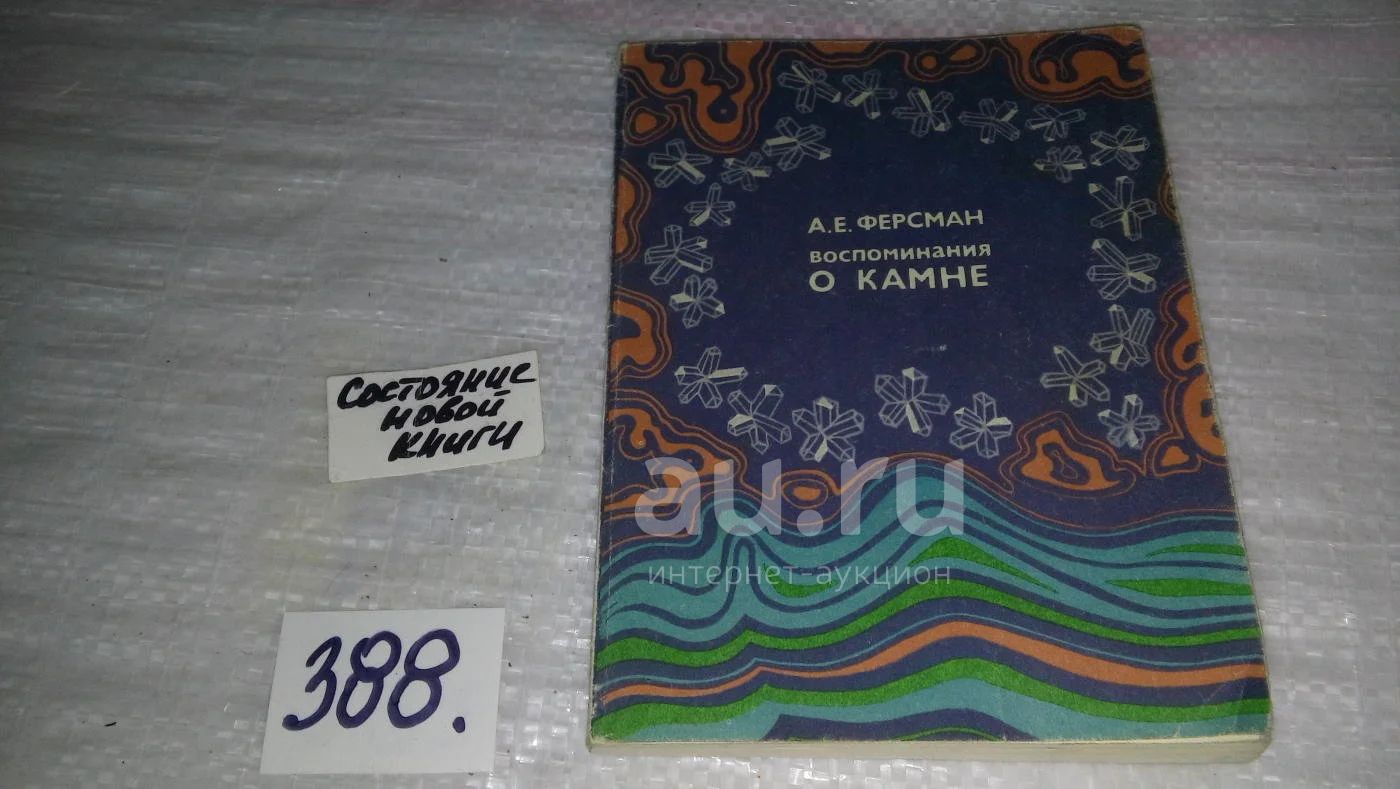 А.Е. ФЕРСМАН
ВОСПОМИНАНИЯ
О КАМНЕ
Состояние
новой
книги
388.
au.ru
интернет-аукцион